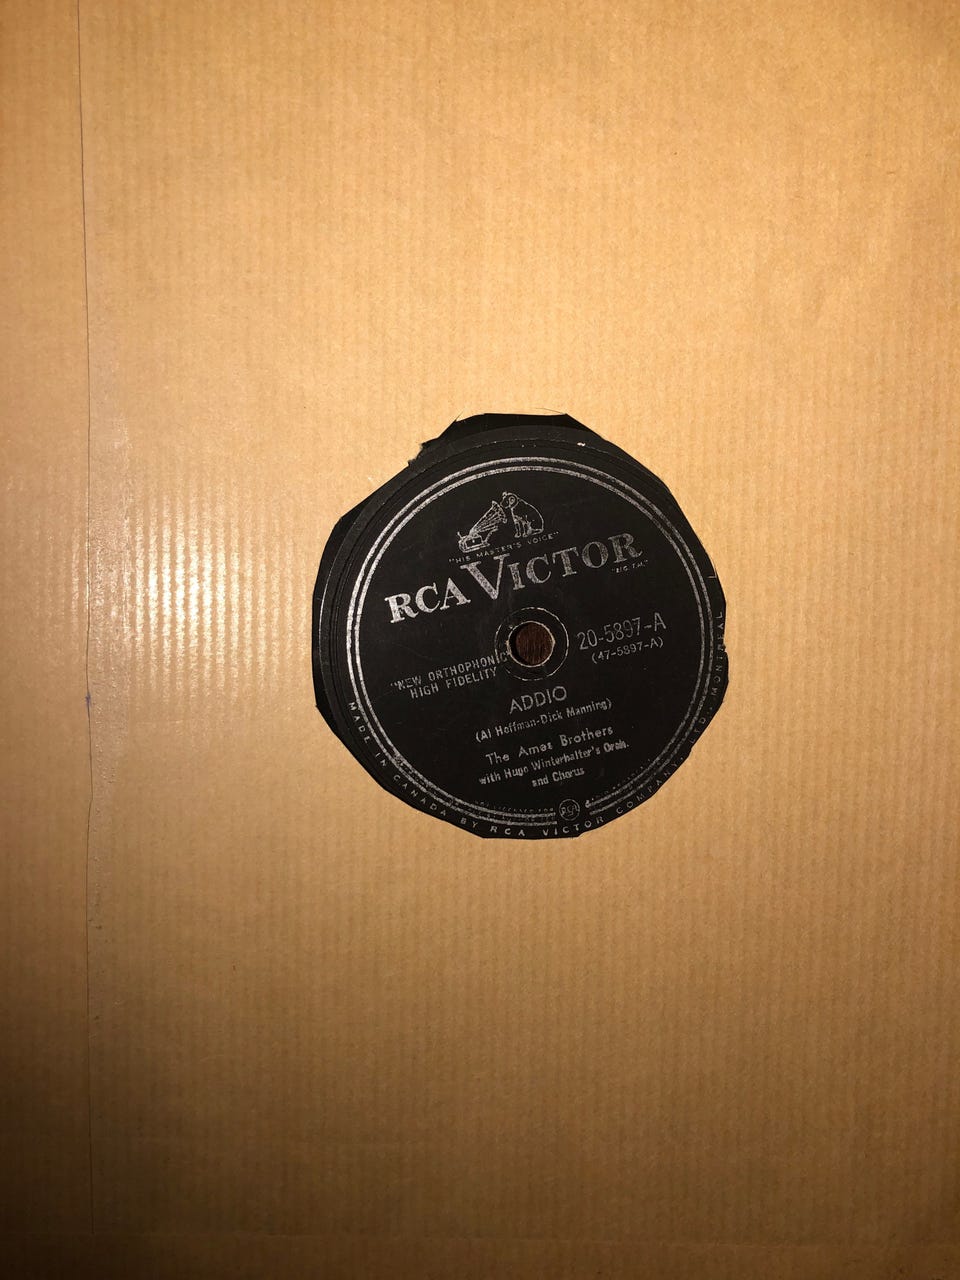 "HIS MASTER'S VOICE"
RCA VICTOR
"REG. T.M."
20-5897-A
(47-5897-A)
"NEW ORTHOPHONIC"
HIGH FIDELITY
ADDIO
(Al Hoffman-Dick Manning)
The Ames Brothers
with Hugo Winterhalter's Orch.
and Chorus
RCA
MADE IN CANADA BY RCA VICTOR COMPANY, LTD., MONTREAL